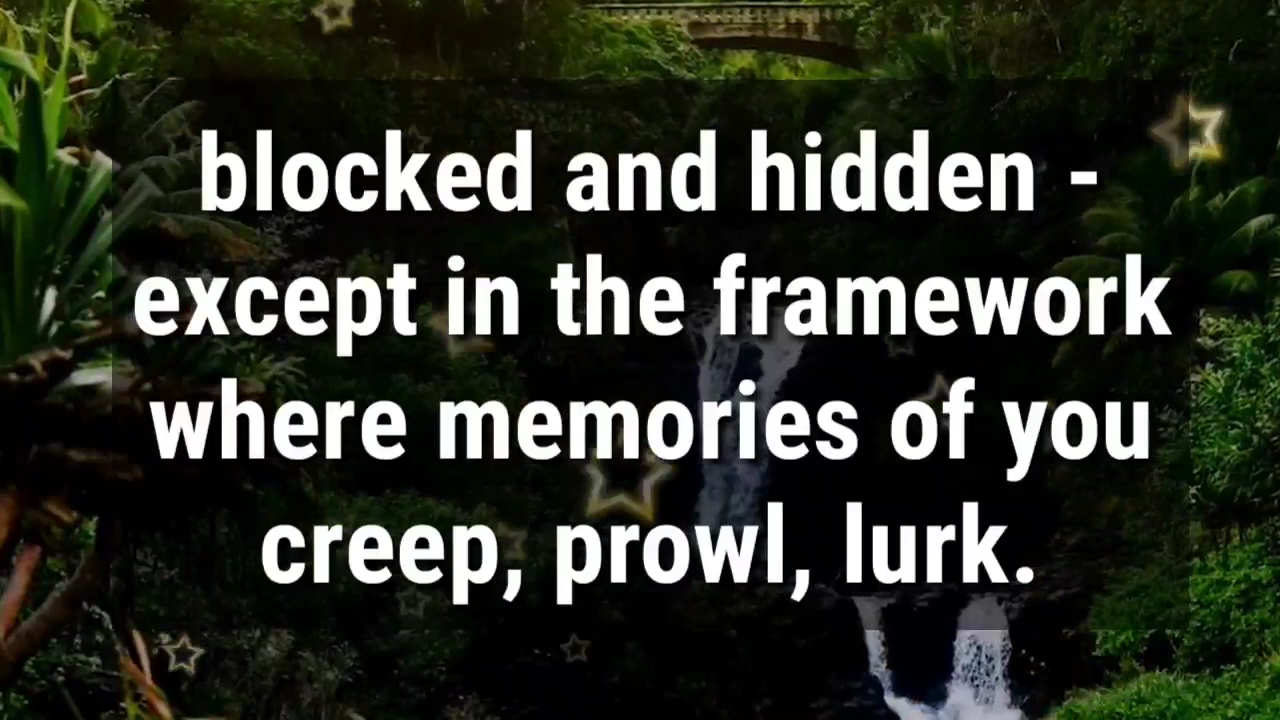 blocked and hidden -
except in the framework
where memories of you
creep, prowl, lurk.